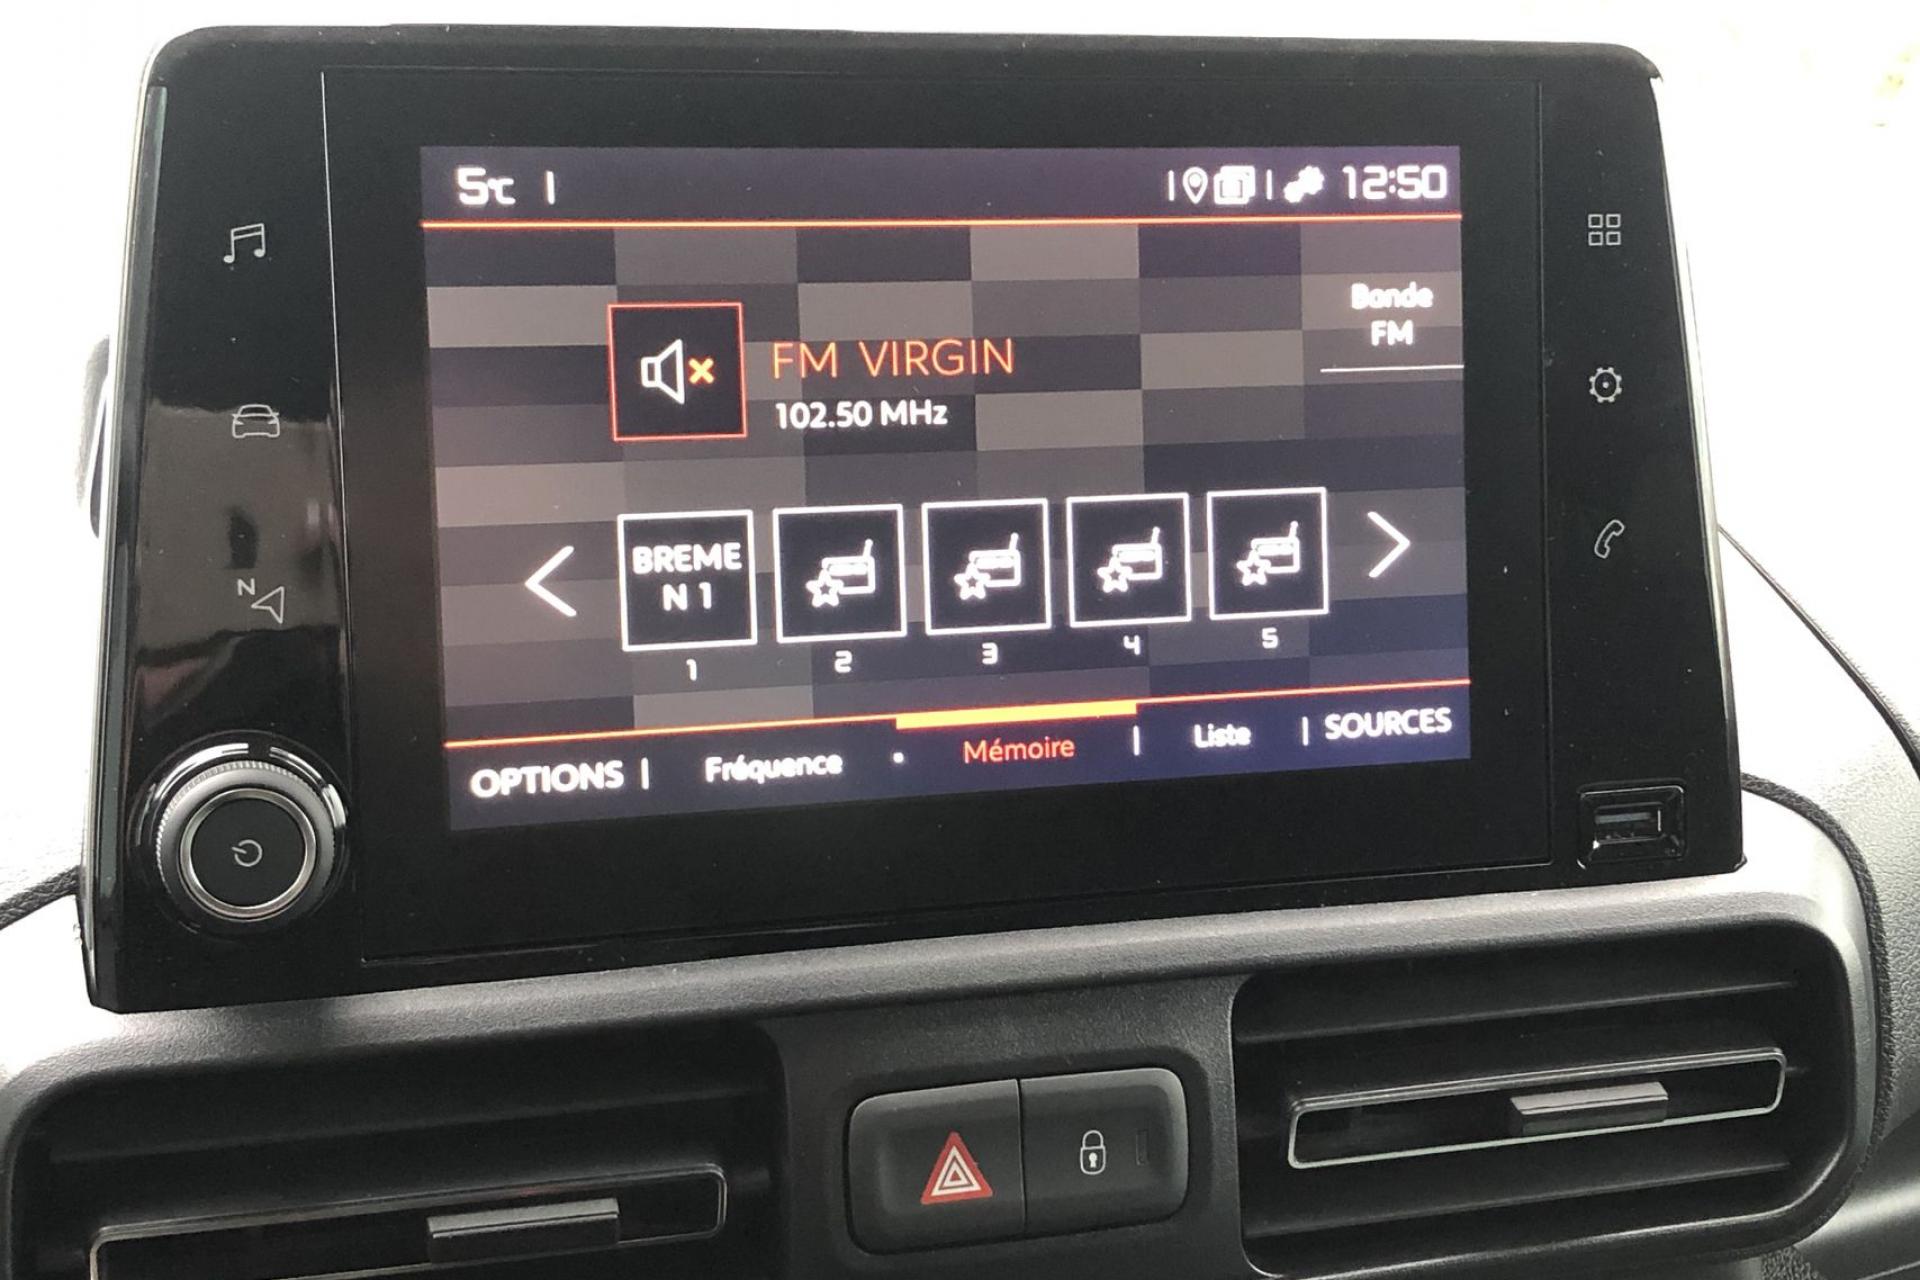 5°C
12:50
Bande
FM
FM VIRGIN
102.50 MHz
BREME
N 1
1 2 3 4 5
OPTIONS Fréquence Mémoire Liste SOURCES
N